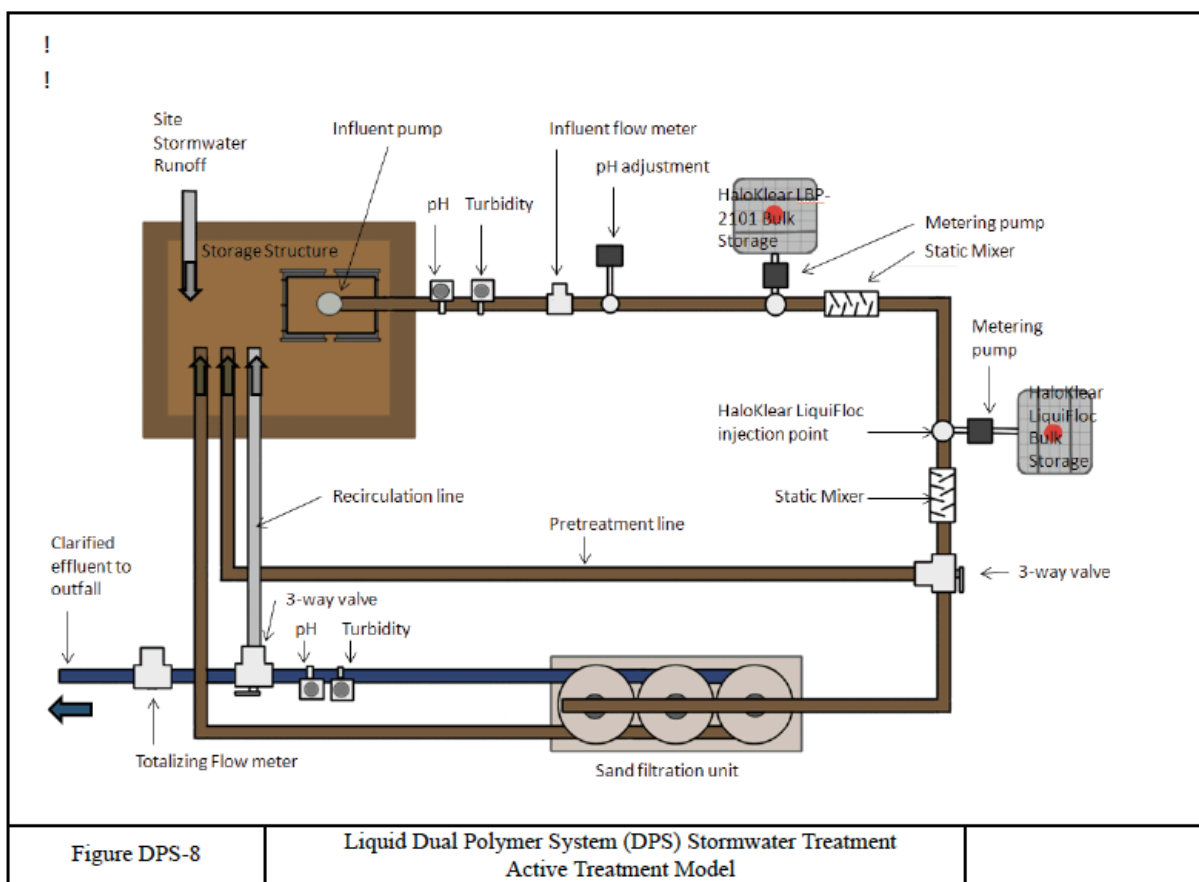 !
!
Site
Stormwater
Runoff
Influent pump
Influent flow meter
pH adjustment
pH
Turbidity
HaloKlear LBP-
2101 Bulk
Storage
Metering pump
Static Mixer
Storage Structure
Metering
pump
HaloKlear LiquiFloc
injection point
HaloKlear
LiquiFloc
Bulk
Storage
Static Mixer
Recirculation line
Pretreatment line
Clarified
effluent to
outfall
3-way valve
3-way valve
pH
Turbidity
Totalizing Flow meter
Sand filtration unit
Figure DPS-8
Liquid Dual Polymer System (DPS) Stormwater Treatment
Active Treatment Model